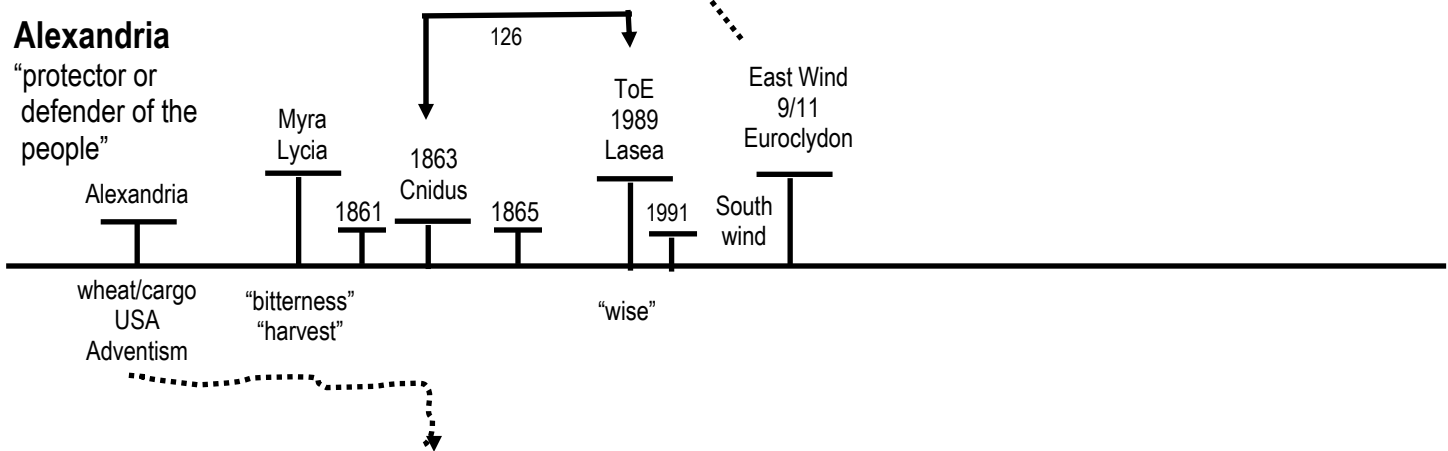 Alexandria
“protector or
defender of the
people”
Alexandria
wheat/cargo
USA
Adventism
Myra
Lycia
“bitterness”
“harvest”
1861
1863
Cnidus
1865
126
ToE
1989
Lasea
“wise”
1991
South
wind
East Wind
9/11
Euroclydon